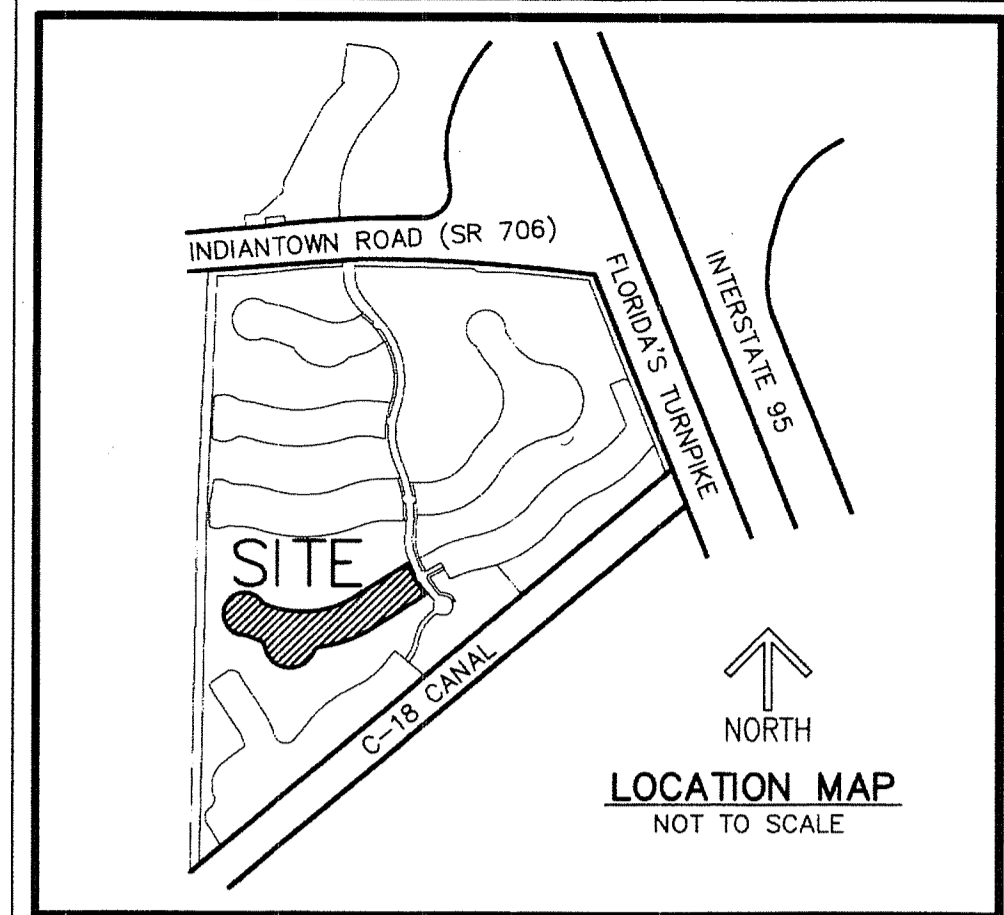 INDIANTOWN ROAD (SR 706)
FLORIDA'S TURNPIKE
INTERSTATE 95
SITE
C-18 CANAL
NORTH
LOCATION MAP
NOT TO SCALE